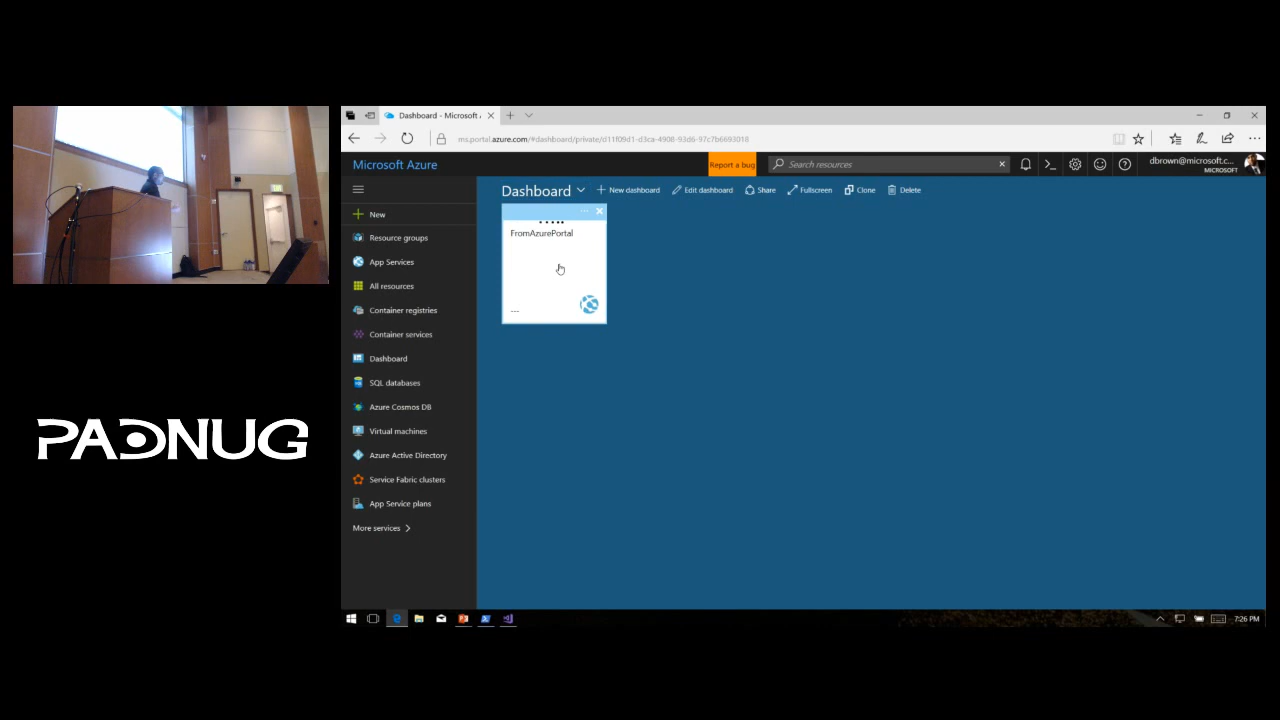 PADNUG
Dashboard - Microsoft A
ms.portal.azure.com/#dashboard/private/d11f09d1-d3ca-4908-93d6-97c7b6693018
Microsoft Azure
Report a bug
Search resources
dbrown@microsoft.c...
MICROSOFT
New
Resource groups
App Services
All resources
Container registries
Container services
Dashboard
SQL databases
Azure Cosmos DB
Virtual machines
Azure Active Directory
Service Fabric clusters
App Service plans
More services
Dashboard
New dashboard
Edit dashboard
Share
Fullscreen
Clone
Delete
FromAzurePortal
---
7:26 PM